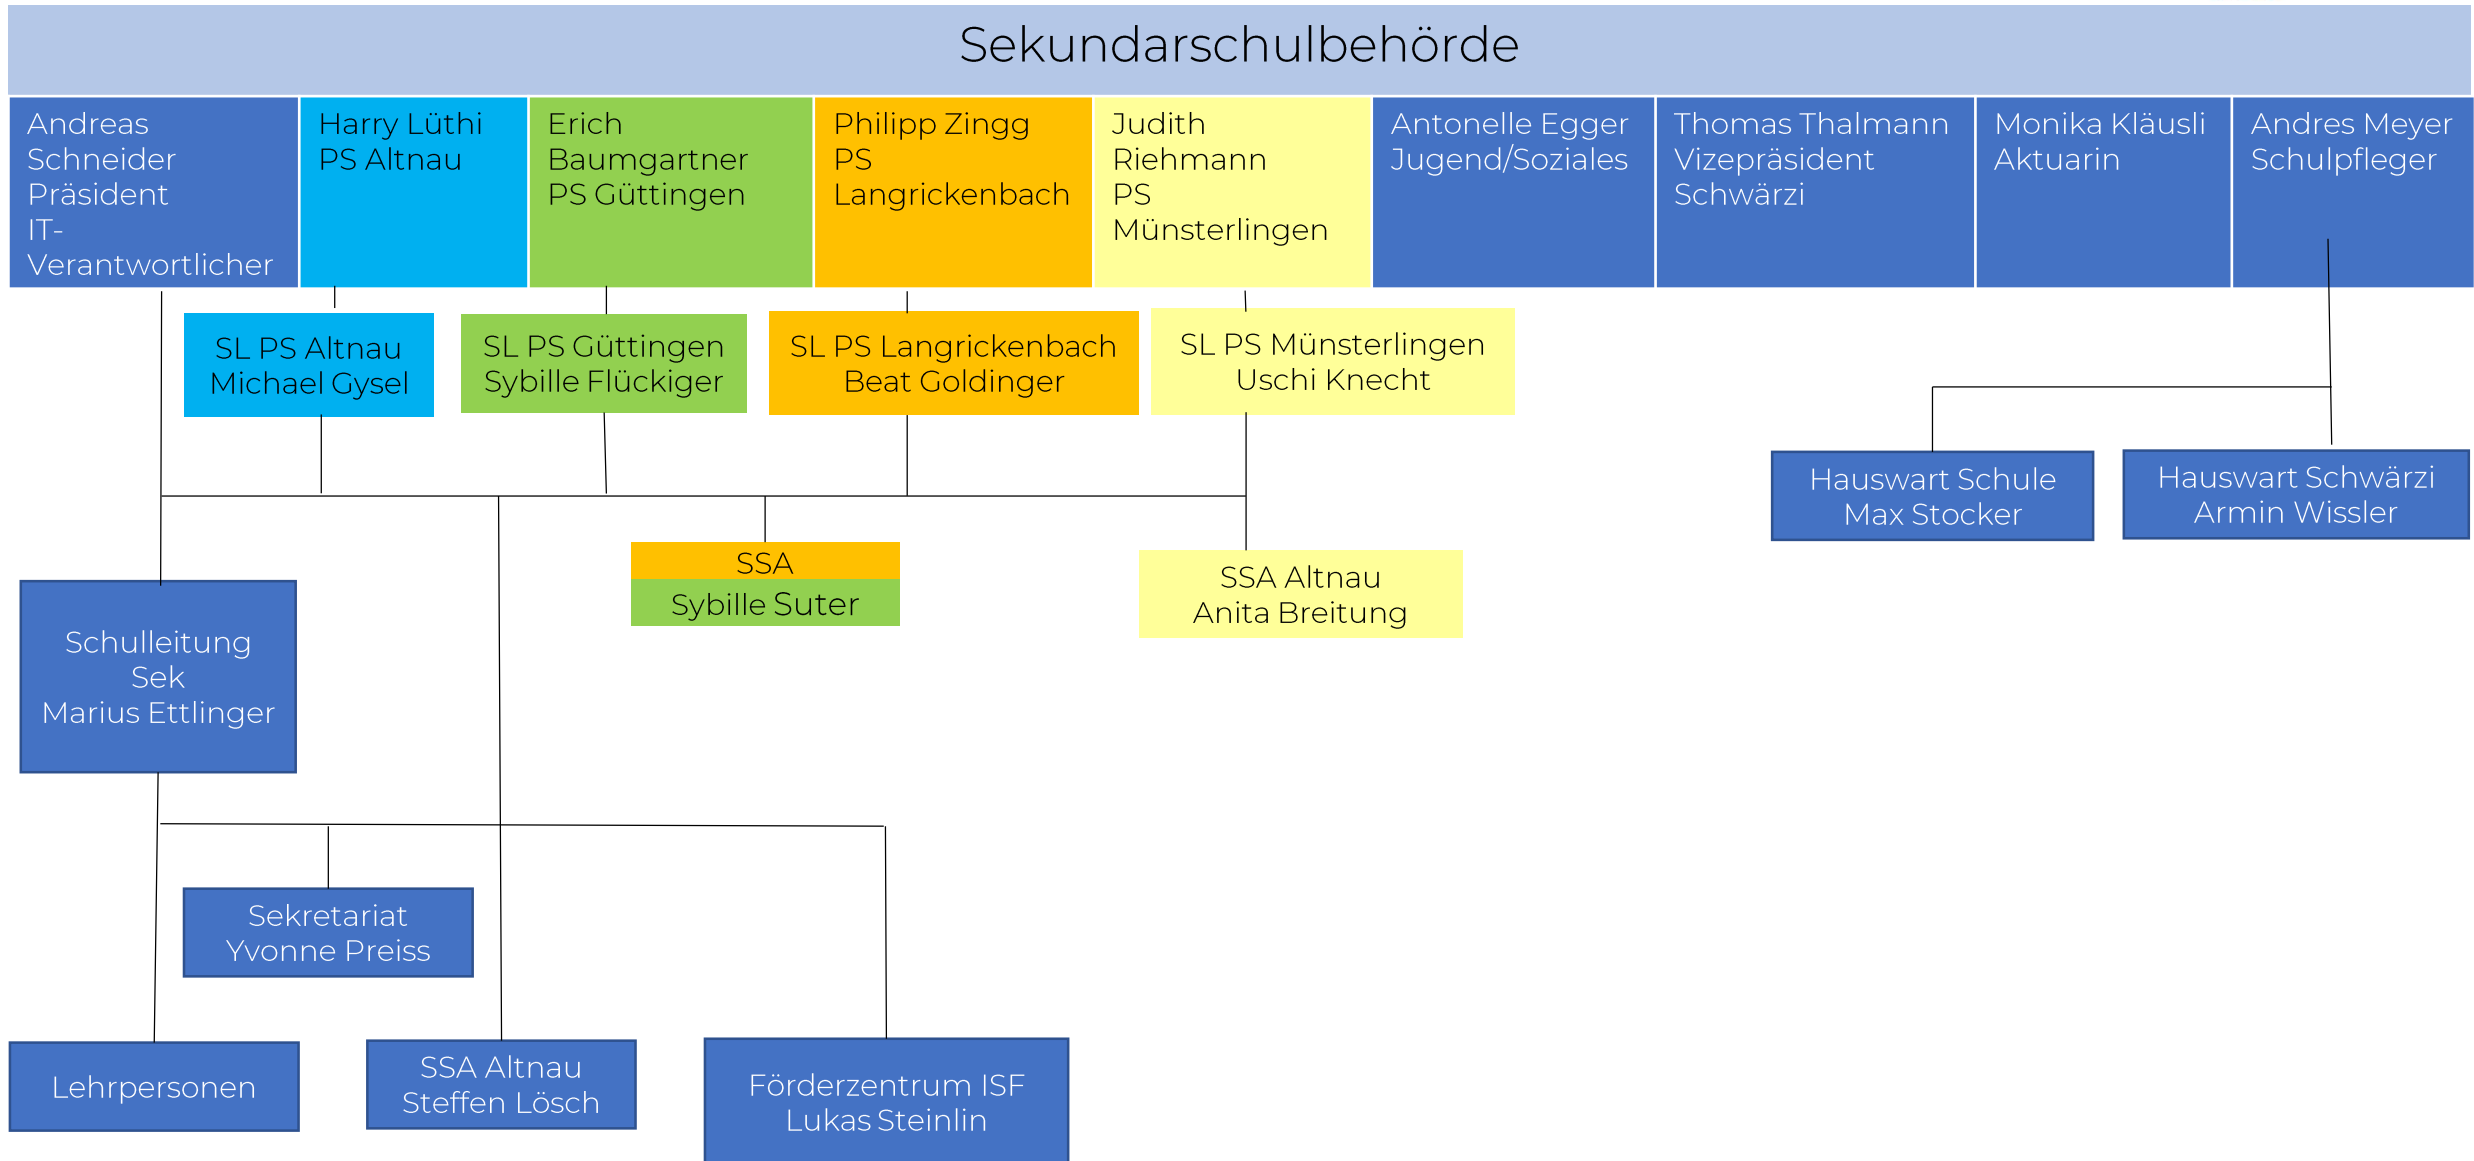 Sekundarschulbehörde
Andreas
Schneider
Präsident
IT-
Verantwortlicher
Harry Lüthi
PS Altnau
Erich
Baumgartner
PS Güttingen
Philipp Zingg
PS
Langrickenbach
Judith
Riehmann
PS
Münsterlingen
Antonelle Egger
Jugend/Soziales
Thomas Thalmann
Vizepräsident
Schwärzi
Monika Kläusli
Aktuarin
Andres Meyer
Schulpfleger
SL PS Altnau
Michael Gysel
SL PS Güttingen
Sybille Flückiger
SL PS Langrickenbach
Beat Goldinger
SL PS Münsterlingen
Uschi Knecht
Hauswart Schule
Max Stocker
Hauswart Schwärzi
Armin Wissler
SSA
Sybille Suter
SSA Altnau
Anita Breitung
Schulleitung
Sek
Marius Ettlinger
Sekretariat
Yvonne Preiss
Lehrpersonen
SSA Altnau
Steffen Lösch
Förderzentrum ISF
Lukas Steinlin